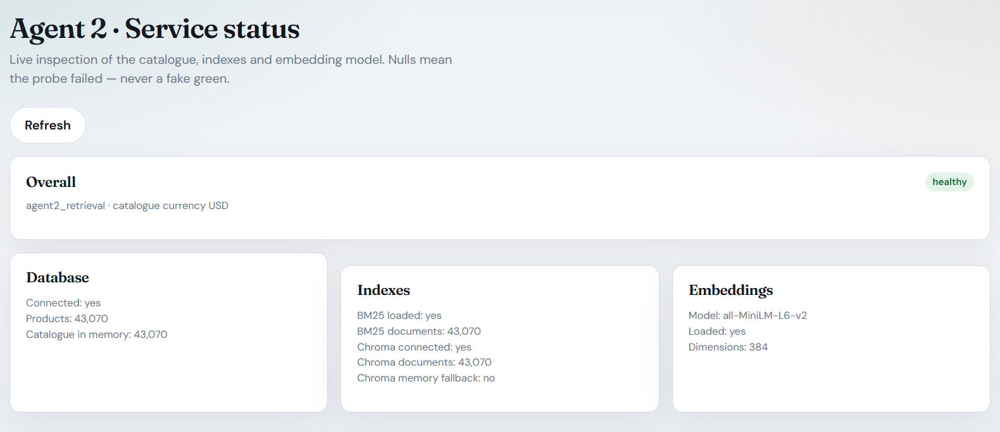 Agent 2 · Service status
Live inspection of the catalogue, indexes and embedding model. Nulls mean
the probe failed — never a fake green.
Refresh
Overall
healthy
agent2_retrieval · catalogue currency USD
Database
Connected: yes
Products: 43,070
Catalogue in memory: 43,070
Indexes
BM25 loaded: yes
BM25 documents: 43,070
Chroma connected: yes
Chroma documents: 43,070
Chroma memory fallback: no
Embeddings
Model: all-MiniLM-L6-v2
Loaded: yes
Dimensions: 384